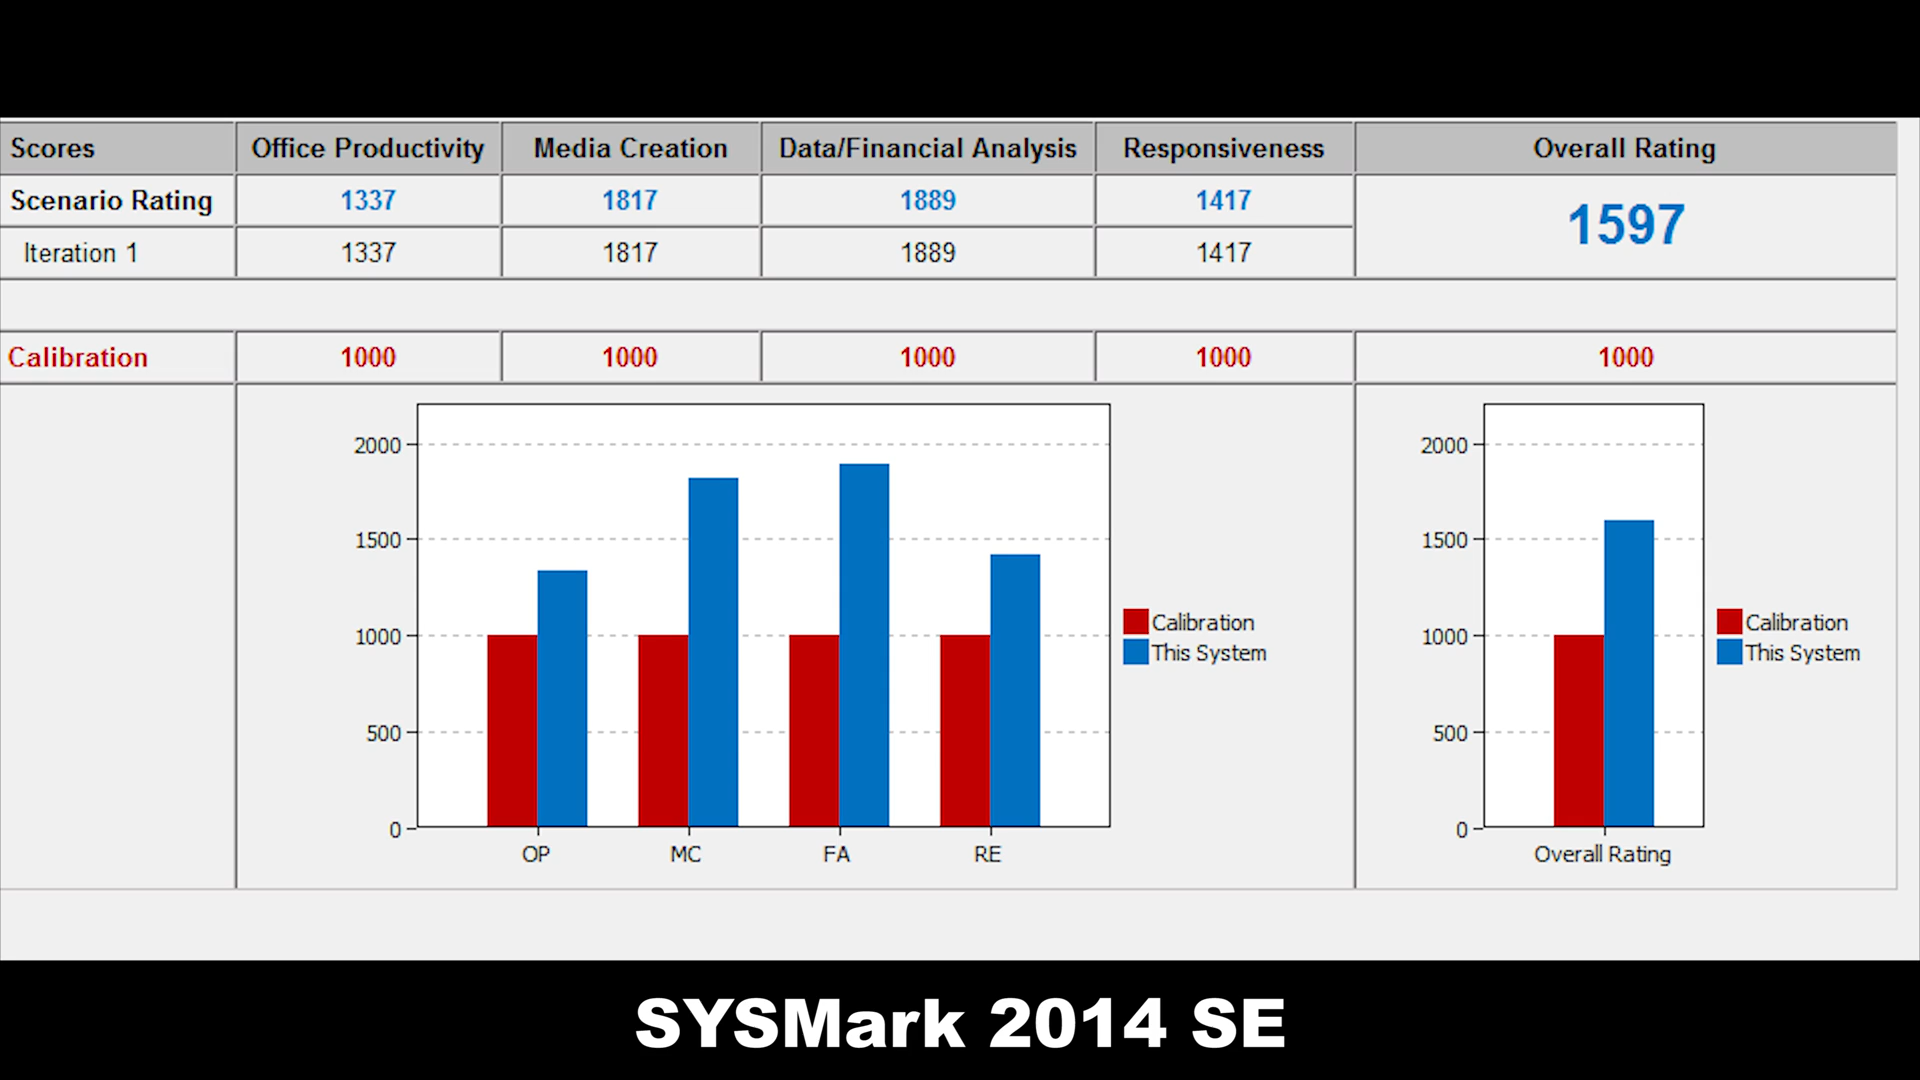 Scores Office Productivity Media Creation Data/Financial Analysis Responsiveness Overall Rating
Scenario Rating 1337 1817 1889 1417 1597
Iteration 1 1337 1817 1889 1417
Calibration 1000 1000 1000 1000 1000
2000
1500
1000
500
0
OP MC FA RE
Calibration
This System
2000
1500
1000
500
0
Overall Rating
Calibration
This System
SYSMark 2014 SE